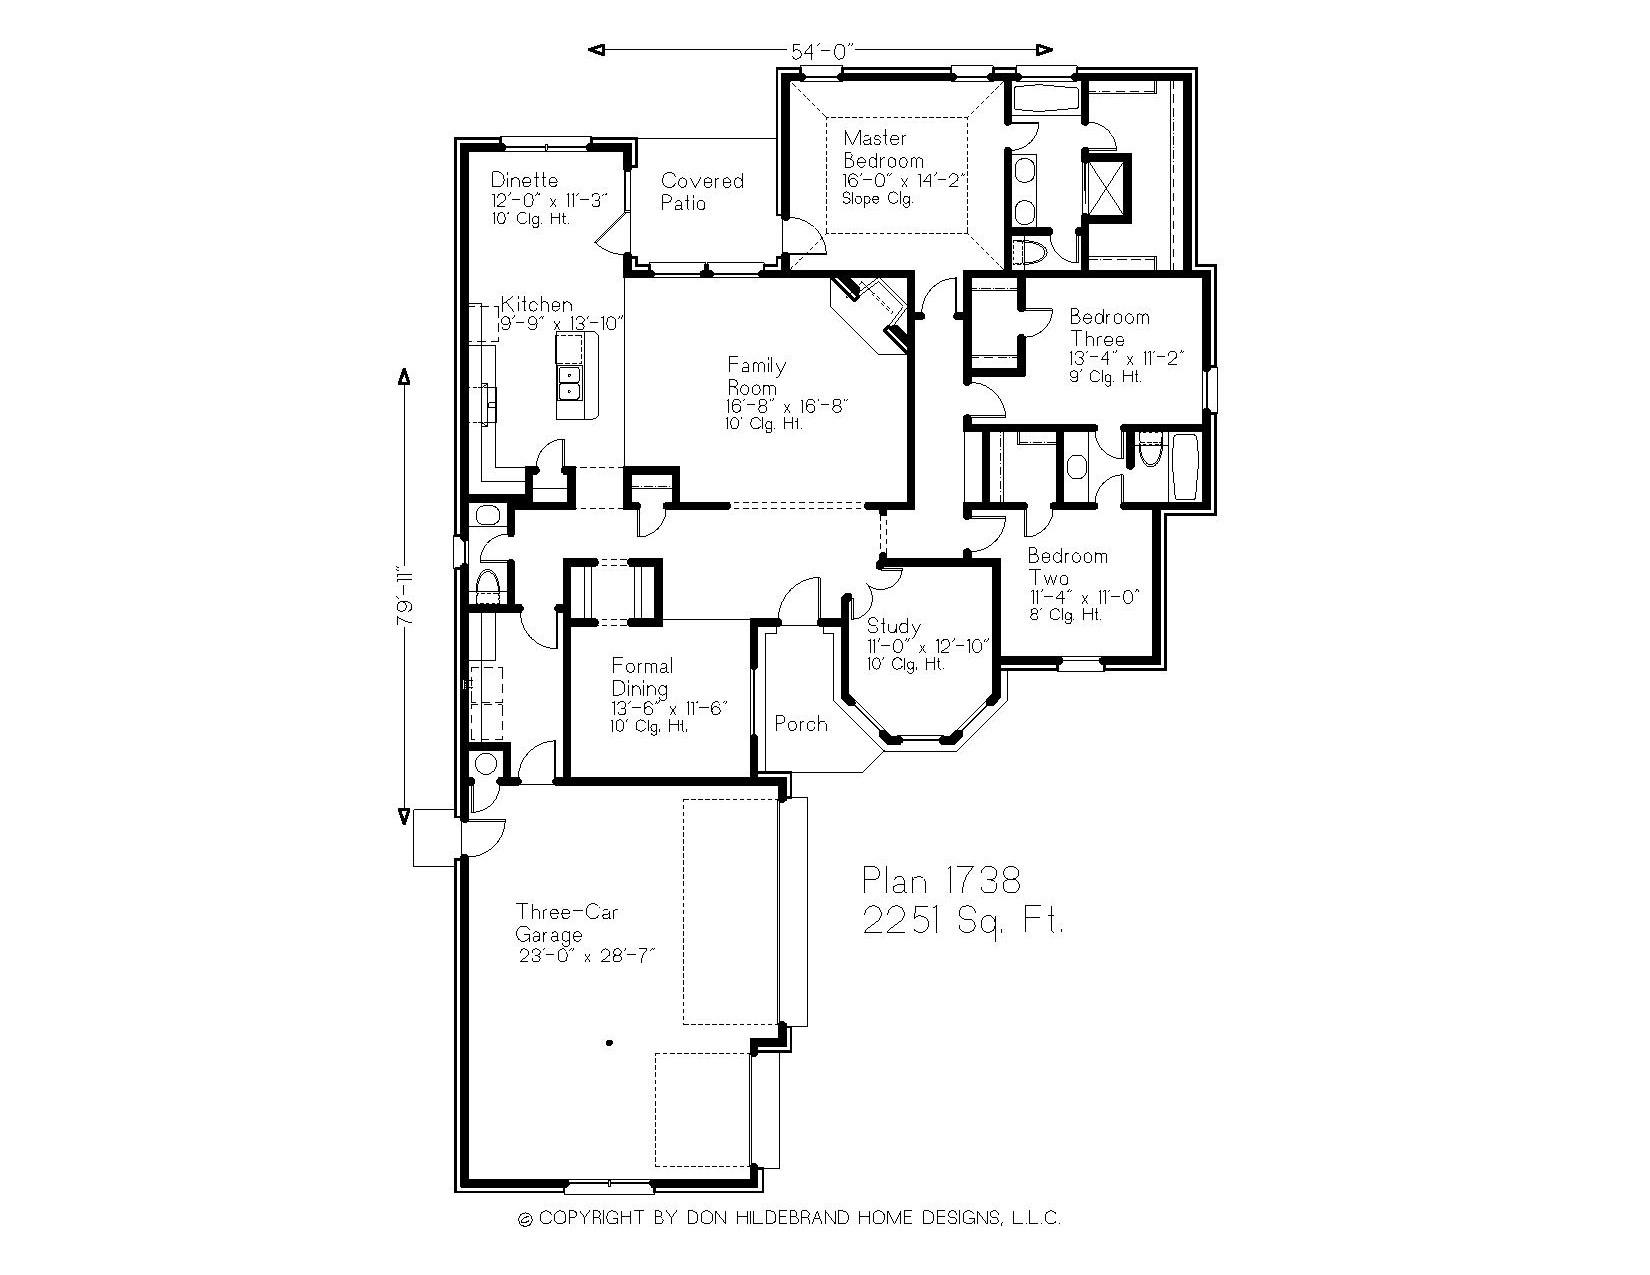 54'-0"
Master
Bedroom
16'-0" x 14'-2"
Slope Clg.
Dinette
12'-0" x 11'-3"
10' Clg. Ht.
Covered
Patio
Kitchen
9'-9" x 13'-10"
Bedroom
Three
13'-4" x 11'-2"
9' Clg. Ht.
Family
Room
16'-8" x 16'-8"
10' Clg. Ht.
79'-11"
Bedroom
Two
11'-4" x 11'-0"
8' Clg. Ht.
Study
11'-0" x 12'-10"
10' Clg. Ht.
Formal
Dining
13'-6" x 11'-6"
10' Clg. Ht.
Porch
Plan 1738
2251 Sq. Ft.
Three-Car
Garage
23'-0" x 28'-7"
© COPYRIGHT BY DON HILDEBRAND HOME DESIGNS, L.L.C.